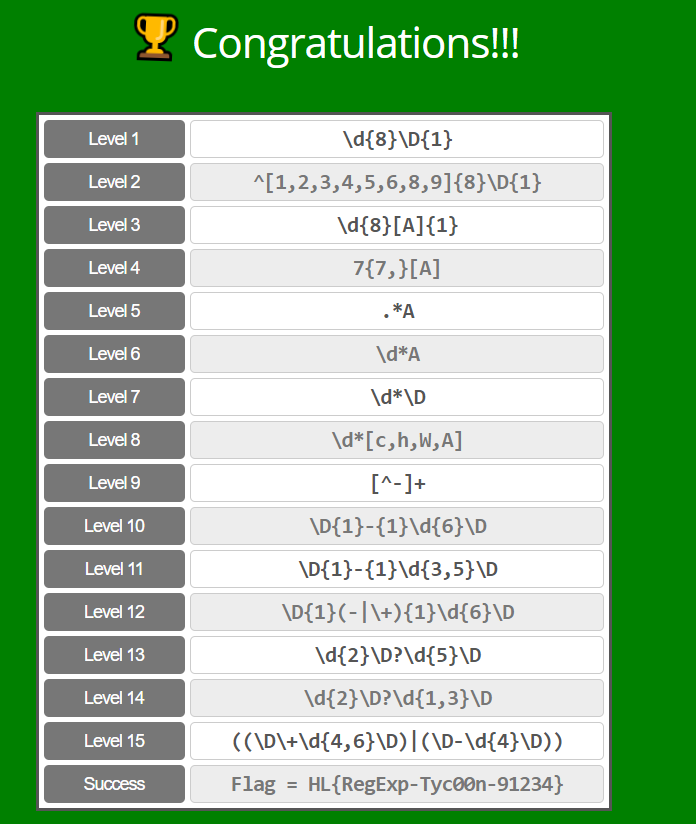 🏆 Congratulations!!!
Level 1 \d{8}\D{1}
Level 2 ^[1,2,3,4,5,6,8,9]{8}\D{1}
Level 3 \d{8}[A]{1}
Level 4 7{7,}[A]
Level 5 .*A
Level 6 \d*A
Level 7 \d*\D
Level 8 \d*[c,h,W,A]
Level 9 [^-]+
Level 10 \D{1}-{1}\d{6}\D
Level 11 \D{1}-{1}\d{3,5}\D
Level 12 \D{1}(-|\+){1}\d{6}\D
Level 13 \d{2}\D?\d{5}\D
Level 14 \d{2}\D?\d{1,3}\D
Level 15 ((\D\+\d{4,6}\D)|(\D-\d{4}\D))
Success Flag = HL{RegExp-Tyc00n-91234}